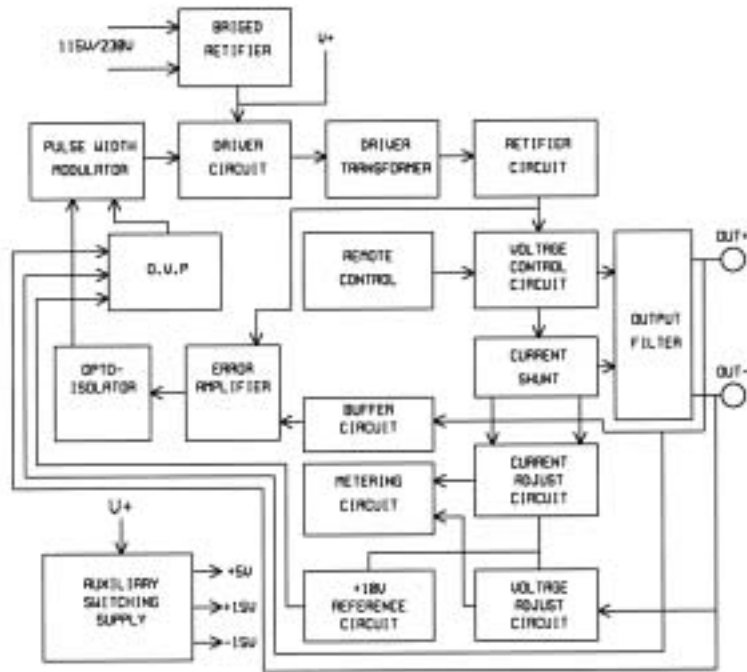 BRIGED
RETIFIER
115V/230V
V+
PULSE WIDTH
MODULATOR
DRIVER
CIRCUIT
DRIVER
TRANSFORMER
RETIFIER
CIRCUIT
O.V.P
REMOTE
CONTROL
VOLTAGE
CONTROL
CIRCUIT
OUTPUT
FILTER
OUT+
OUT-
OPTO-
ISOLATOR
ERROR
AMPLIFIER
CURRENT
SHUNT
BUFFER
CIRCUIT
METERING
CIRCUIT
CURRENT
ADJUST
CIRCUIT
V+
AUXILIARY
SWITCHING
SUPPLY
+5V
+15V
-15V
+10V
REFERENCE
CIRCUIT
VOLTAGE
ADJUST
CIRCUIT